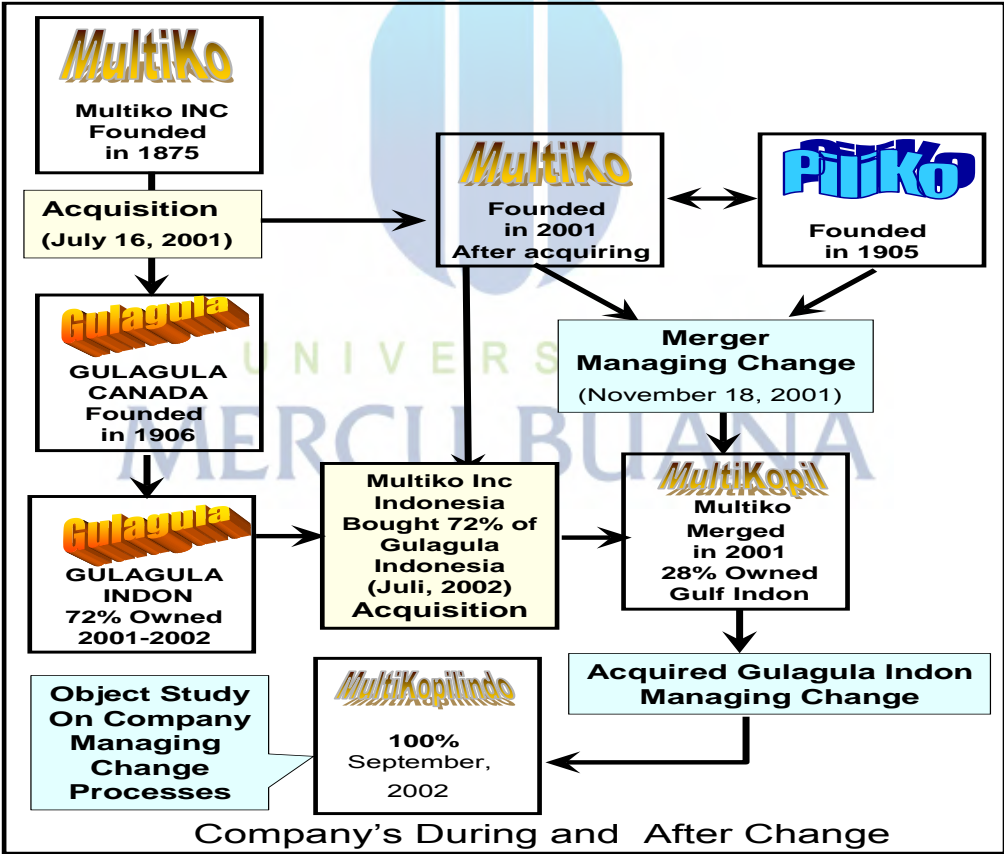 MultiKo
Multiko INC
Founded
in 1875
Acquisition
(July 16, 2001)
MultiKo
Founded
in 2001
After acquiring
PiliKo
Founded
in 1905
Gulagula
GULAGULA
CANADA
Founded
in 1906
Merger
Managing Change
(November 18, 2001)
UNIVERS
MERCU BUANA
Gulagula
GULAGULA
INDON
72% Owned
2001-2002
Multiko Inc
Indonesia
Bought 72% of
Gulagula
Indonesia
(Juli, 2002)
Acquisition
MultiKopil
Multiko
Merged
in 2001
28% Owned
Gulf Indon
Acquired Gulagula Indon
Managing Change
MultiKopilindo
100%
September,
2002
Object Study
On Company
Managing
Change
Processes
Company's During and After Change